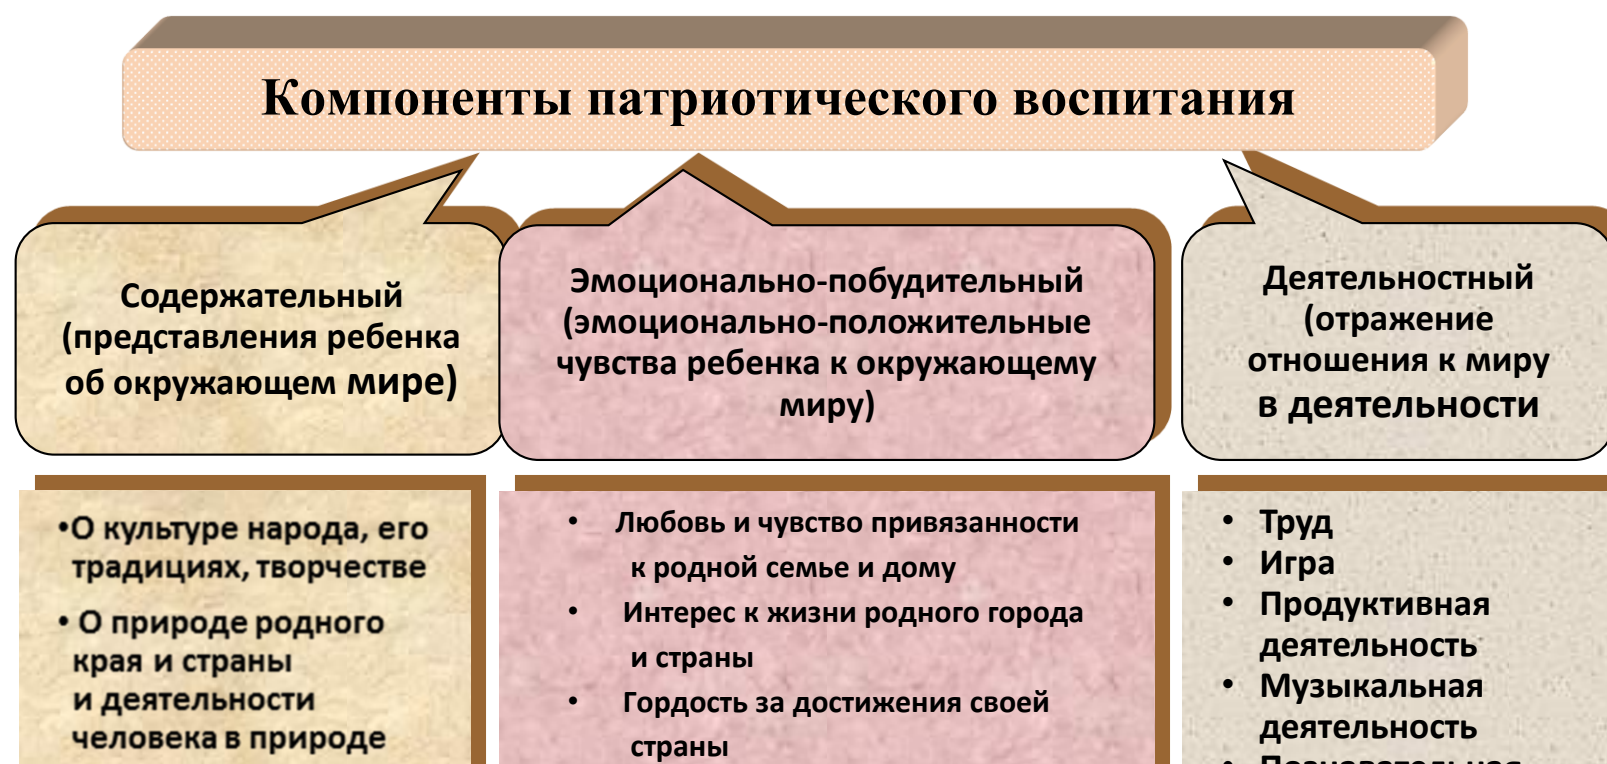 Компоненты патриотического воспитания
Содержательный
(представления ребенка
об окружающем мире)
Эмоционально-побудительный
(эмоционально-положительные
чувства ребенка к окружающему
миру)
Деятельностный
(отражение
отношения к миру
в деятельности
•О культуре народа, его
традициях, творчестве
• О природе родного
края и страны
и деятельности
человека в природе
• Любовь и чувство привязанности
к родной семье и дому
• Интерес к жизни родного города
и страны
• Гордость за достижения своей
страны
• Труд
• Игра
• Продуктивная
деятельность
• Музыкальная
деятельность
• Познавательная